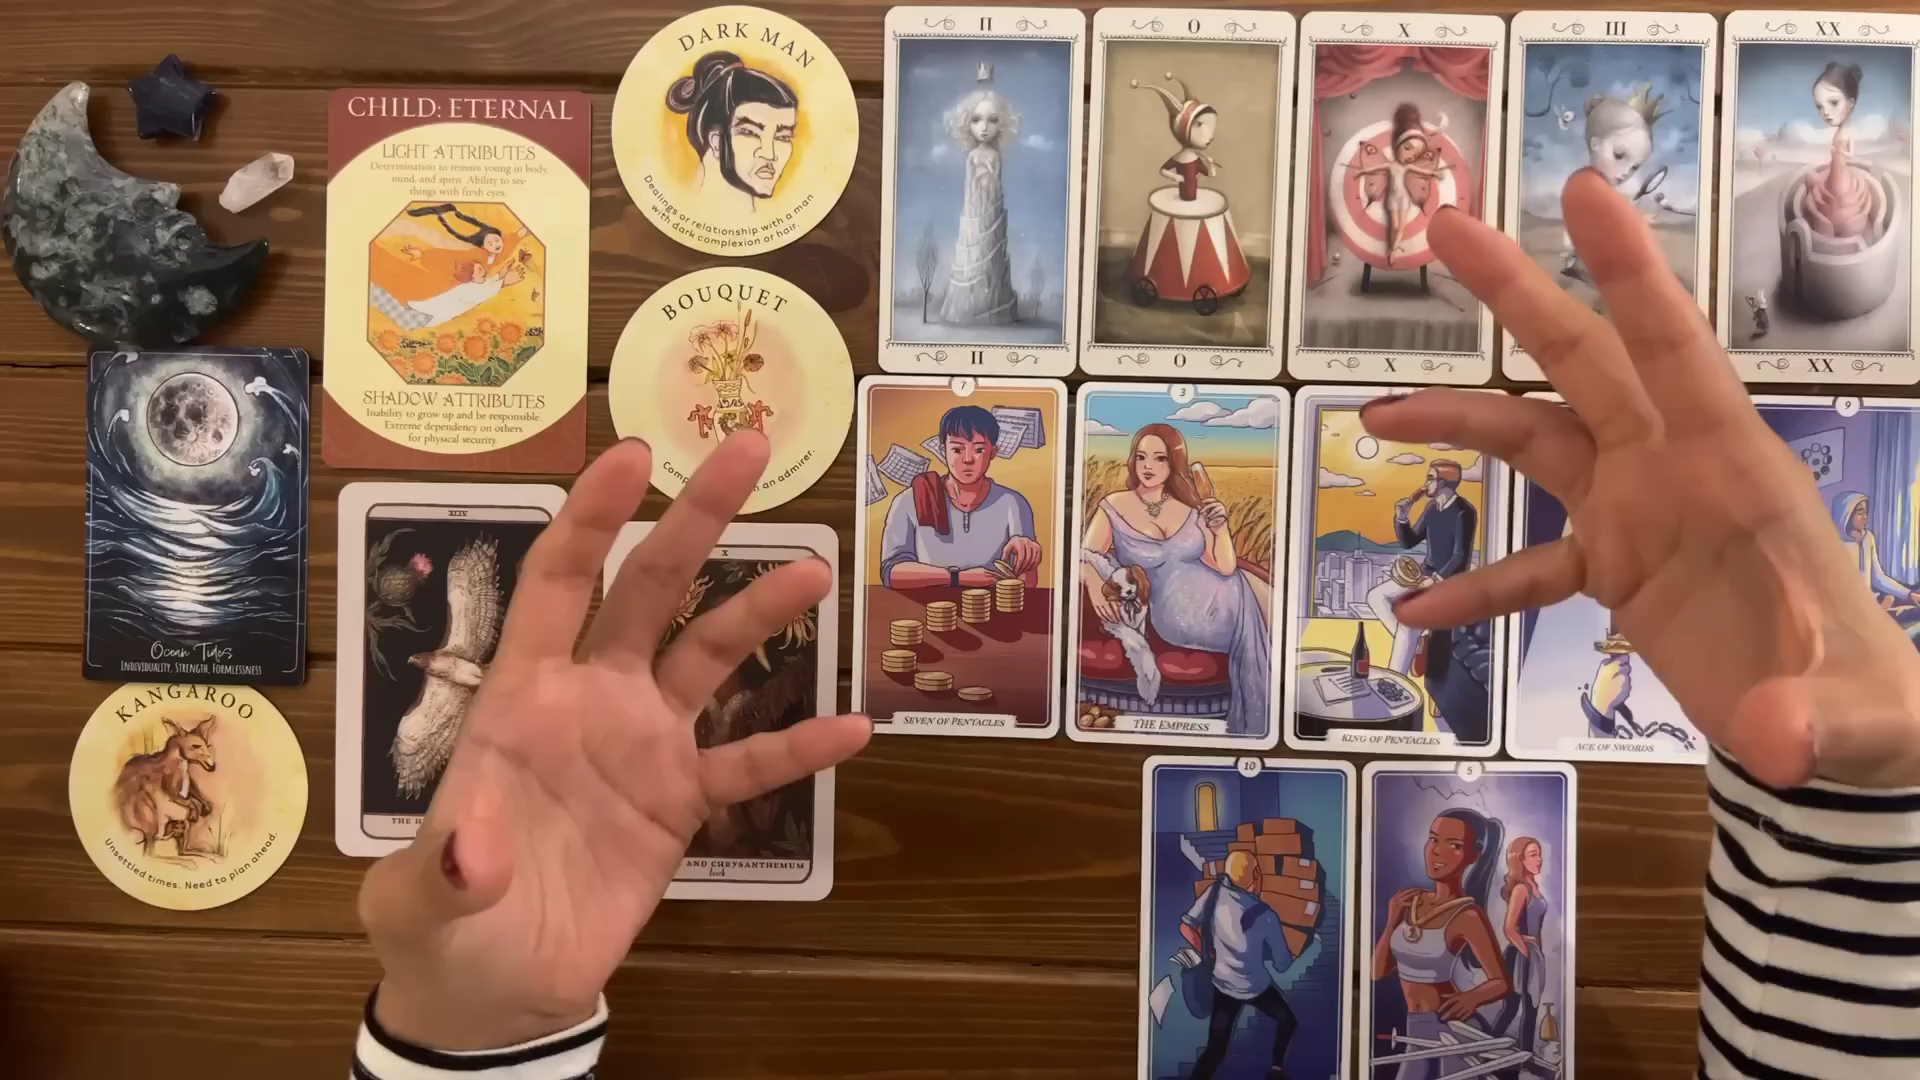 CHILD: ETERNAL
LIGHT ATTRIBUTES
Determination to remain young in body,
mind, and spirit. Ability to see
things with fresh eyes.
SHADOW ATTRIBUTES
Inability to grow up and be responsible.
Extreme dependency on others
for physical security.
DARK MAN
Dealings or relationship with a man
with dark complexion or hair.
BOUQUET
an admirer.
II
II
O
O
X
X
III
XX
XX
Ocean Tides
INDIVIDUALITY, STRENGTH, FORMLESSNESS
KANGAROO
Unsettled times. Need to plan ahead.
XLIV
THE
X
AND CHRYSANTHEMUM
luck
7
SEVEN OF PENTACLES
3
THE EMPRESS
KING OF PENTACLES
ACE OF SWORDS
9
10
5